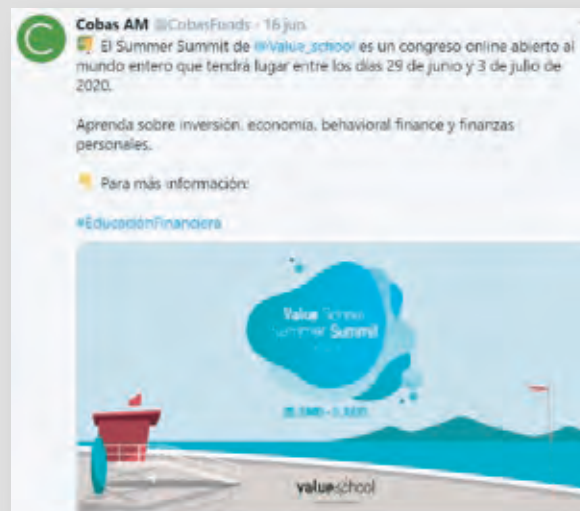 Cobas AM @CobasFunds · 16 jun.
El Summer Summit de @Value_school es un congreso online abierto al
mundo entero que tendrá lugar entre los días 29 de junio y 3 de julio de
2020.
Aprenda sobre inversión, economía, behavioral finance y finanzas
personales.
Para más información:
#EducaciónFinanciera
Value School
Summer Summit
valueschool